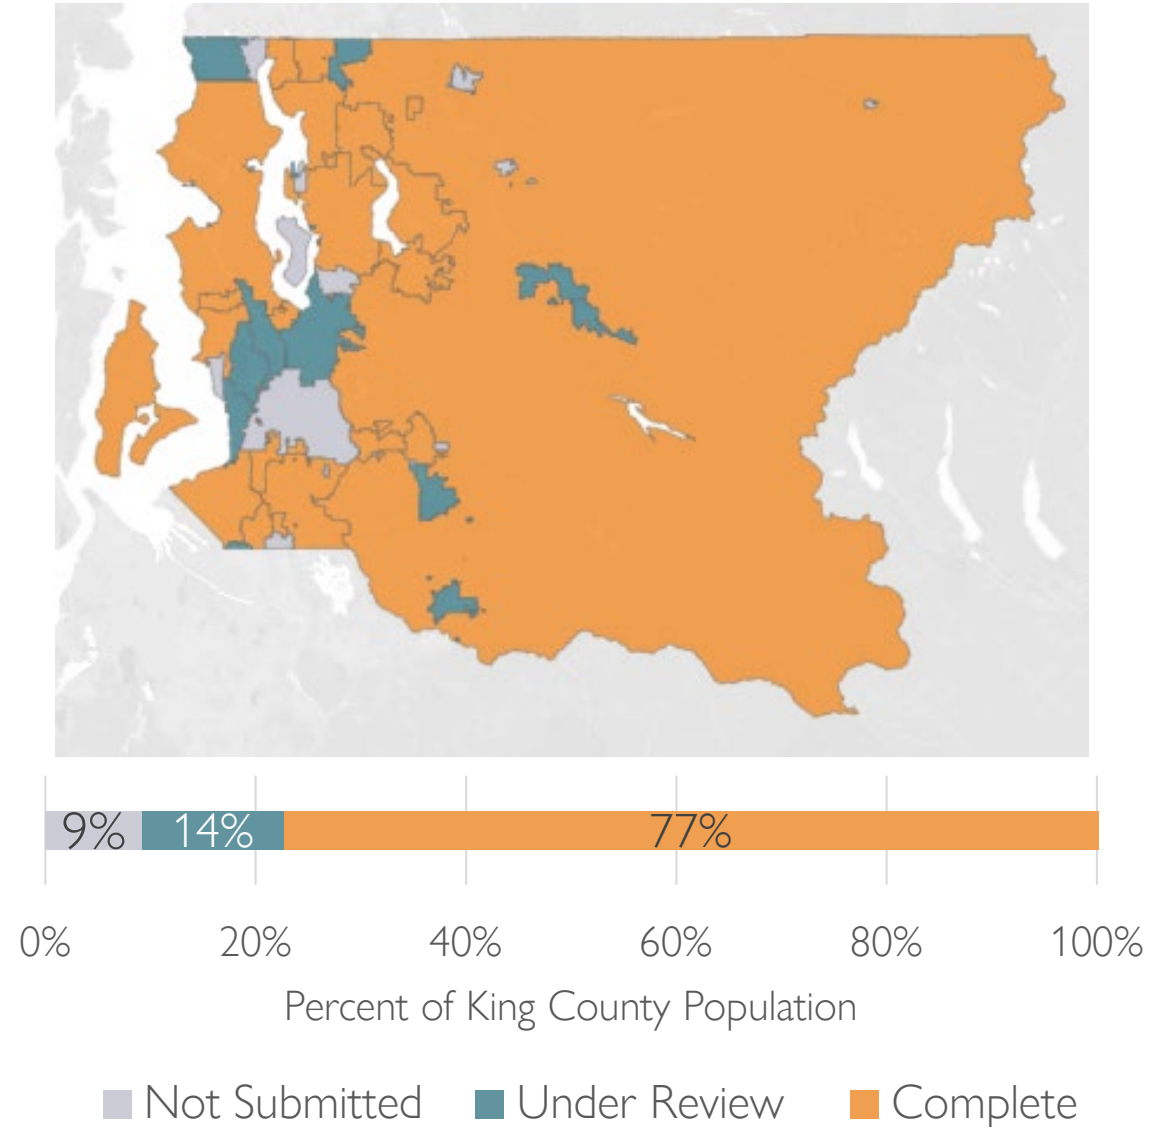 9% 14% 77%
0% 20% 40% 60% 80% 100%
Percent of King County Population
Not Submitted Under Review Complete